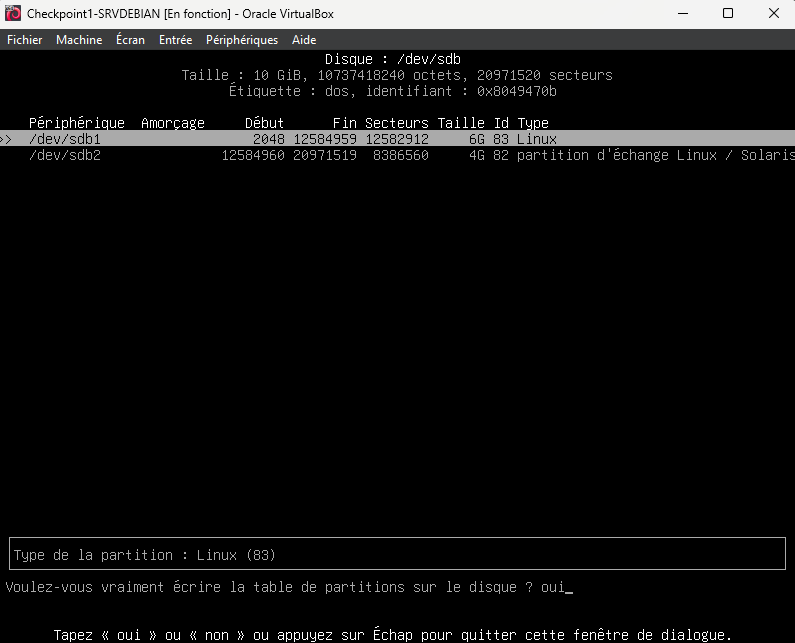 Checkpoint1-SRVDEBIAN [En fonction] - Oracle VirtualBox
Fichier Machine Écran Entrée Périphériques Aide
Disque : /dev/sdb
Taille : 10 GiB, 10737418240 octets, 20971520 secteurs
Étiquette : dos, identifiant : 0x8049470b
Périphérique Amorçage Début Fin Secteurs Taille Id Type
>> /dev/sdb1 2048 12584959 12582912 6G 83 Linux
/dev/sdb2 12584960 20971519 8386560 4G 82 partition d'échange Linux / Solaris
Type de la partition : Linux (83)
Voulez-vous vraiment écrire la table de partitions sur le disque ? oui_
Tapez « oui » ou « non » ou appuyez sur Échap pour quitter cette fenêtre de dialogue.